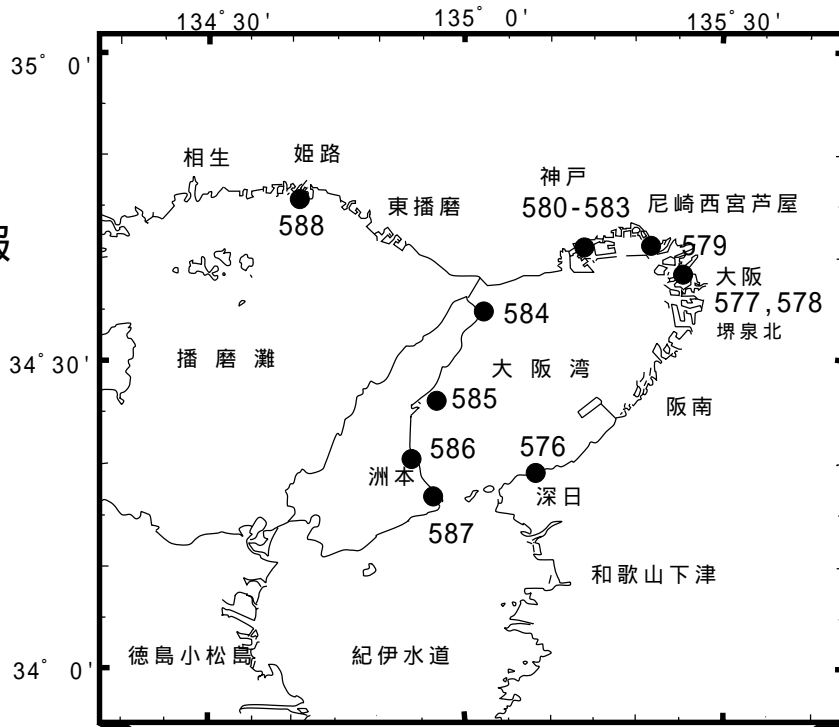 134°30' 135°0' 135°30'
35°0'
相生
姫路
神戸
580-583
尼崎西宮芦屋
東播磨
588
579
報
大阪
577,578
584
堺泉北
34°30'
播磨灘
大阪湾
585
阪南
586
576
洲本
深日
587
和歌山下津
徳島小松島
紀伊水道
34°0'